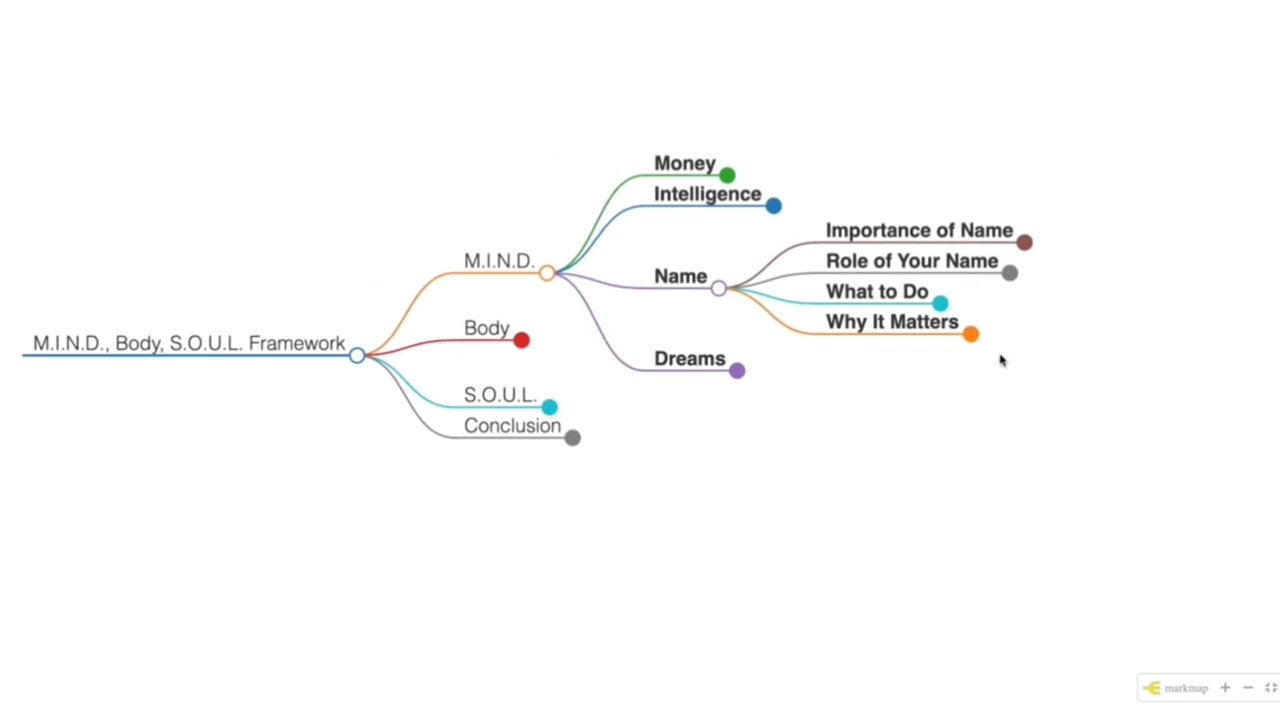 M.I.N.D., Body, S.O.U.L. Framework
M.I.N.D.
Money
Intelligence
Name
Importance of Name
Role of Your Name
What to Do
Why It Matters
Dreams
Body
S.O.U.L.
Conclusion
markmap